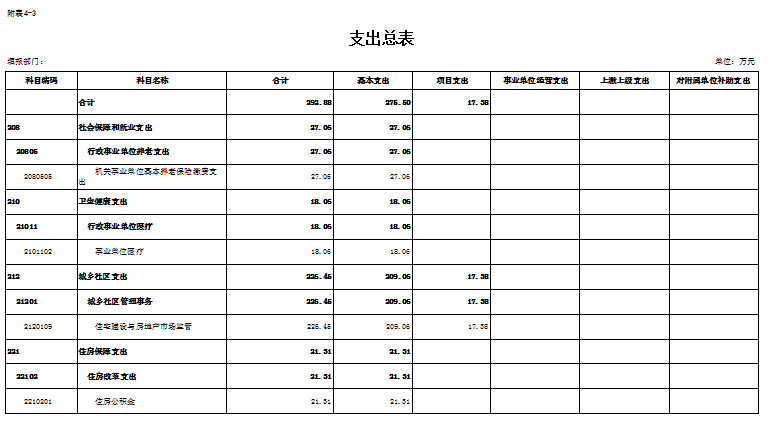 附表4-3
支出总表
填报部门：
单位：万元
科目编码 科目名称 合计 基本支出 项目支出 事业单位经营支出 上缴上级支出 对附属单位补助支出
合计 292.88 275.50 17.38
208 社会保障和就业支出 27.06 27.06
20805 行政事业单位养老支出 27.06 27.06
2080505 机关事业单位基本养老保险缴费支出 27.06 27.06
210 卫生健康支出 18.06 18.06
21011 行政事业单位医疗 18.06 18.06
2101102 事业单位医疗 18.06 18.06
212 城乡社区支出 226.45 209.06 17.38
21201 城乡社区管理事务 226.45 209.06 17.38
2120109 住宅建设与房地产市场监管 226.45 209.06 17.38
221 住房保障支出 21.31 21.31
22102 住房改革支出 21.31 21.31
2210201 住房公积金 21.31 21.31